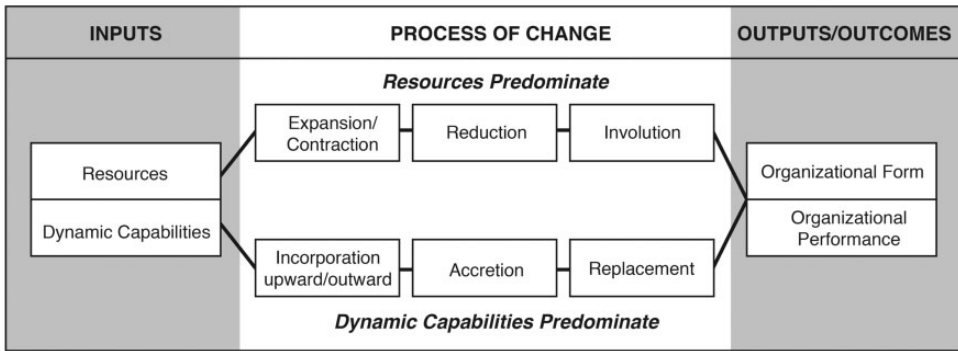 INPUTS
PROCESS OF CHANGE
OUTPUTS/OUTCOMES
Resources Predominate
Expansion/
Contraction
Reduction
Involution
Resources
Dynamic Capabilities
Organizational Form
Organizational
Performance
Incorporation
upward/outward
Accretion
Replacement
Dynamic Capabilities Predominate